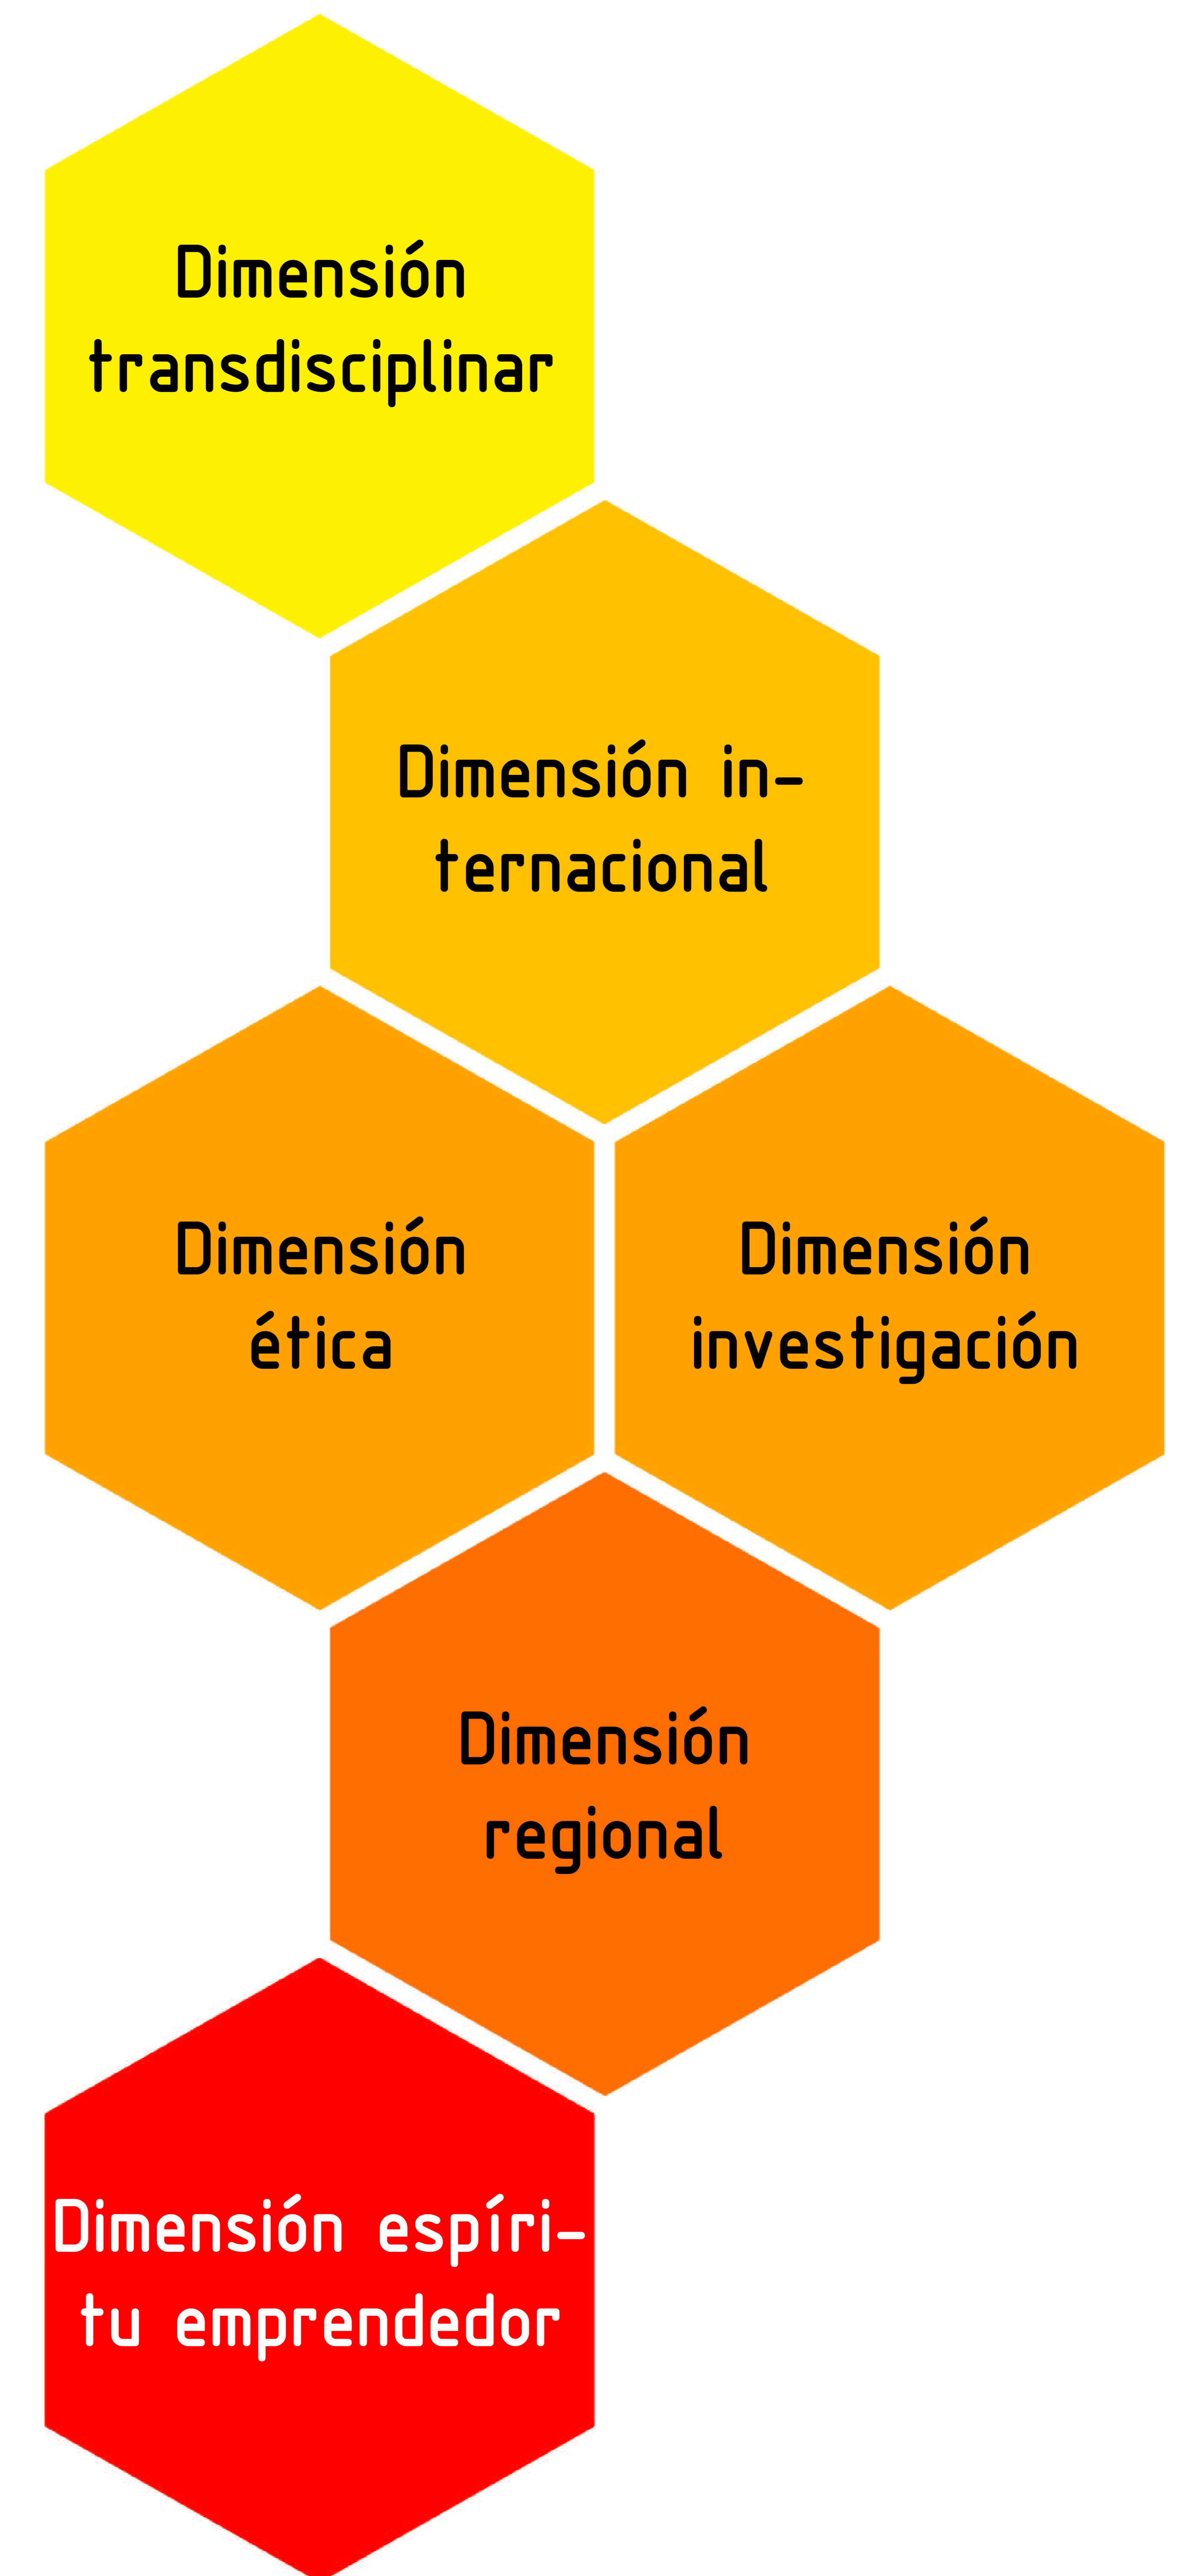 Dimensión
transdisciplinar
Dimensión in-
ternacional
Dimensión
ética
Dimensión
investigación
Dimensión
regional
Dimensión espíri-
tu emprendedor